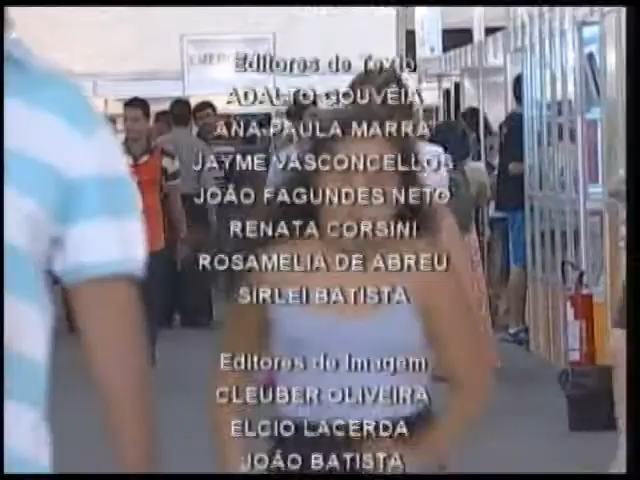 Editores de Texto
ADALTO GOUVÊIA
ANA PAULA MARRA
JAYME VASCONCELLOS
JOÃO FAGUNDES NETO
RENATA CORSINI
ROSAMELIA DE ABREU
SIRLEI BATISTA
Editores de Imagem
CLEUBER OLIVEIRA
ELCIO LACERDA
JOÃO BATISTA